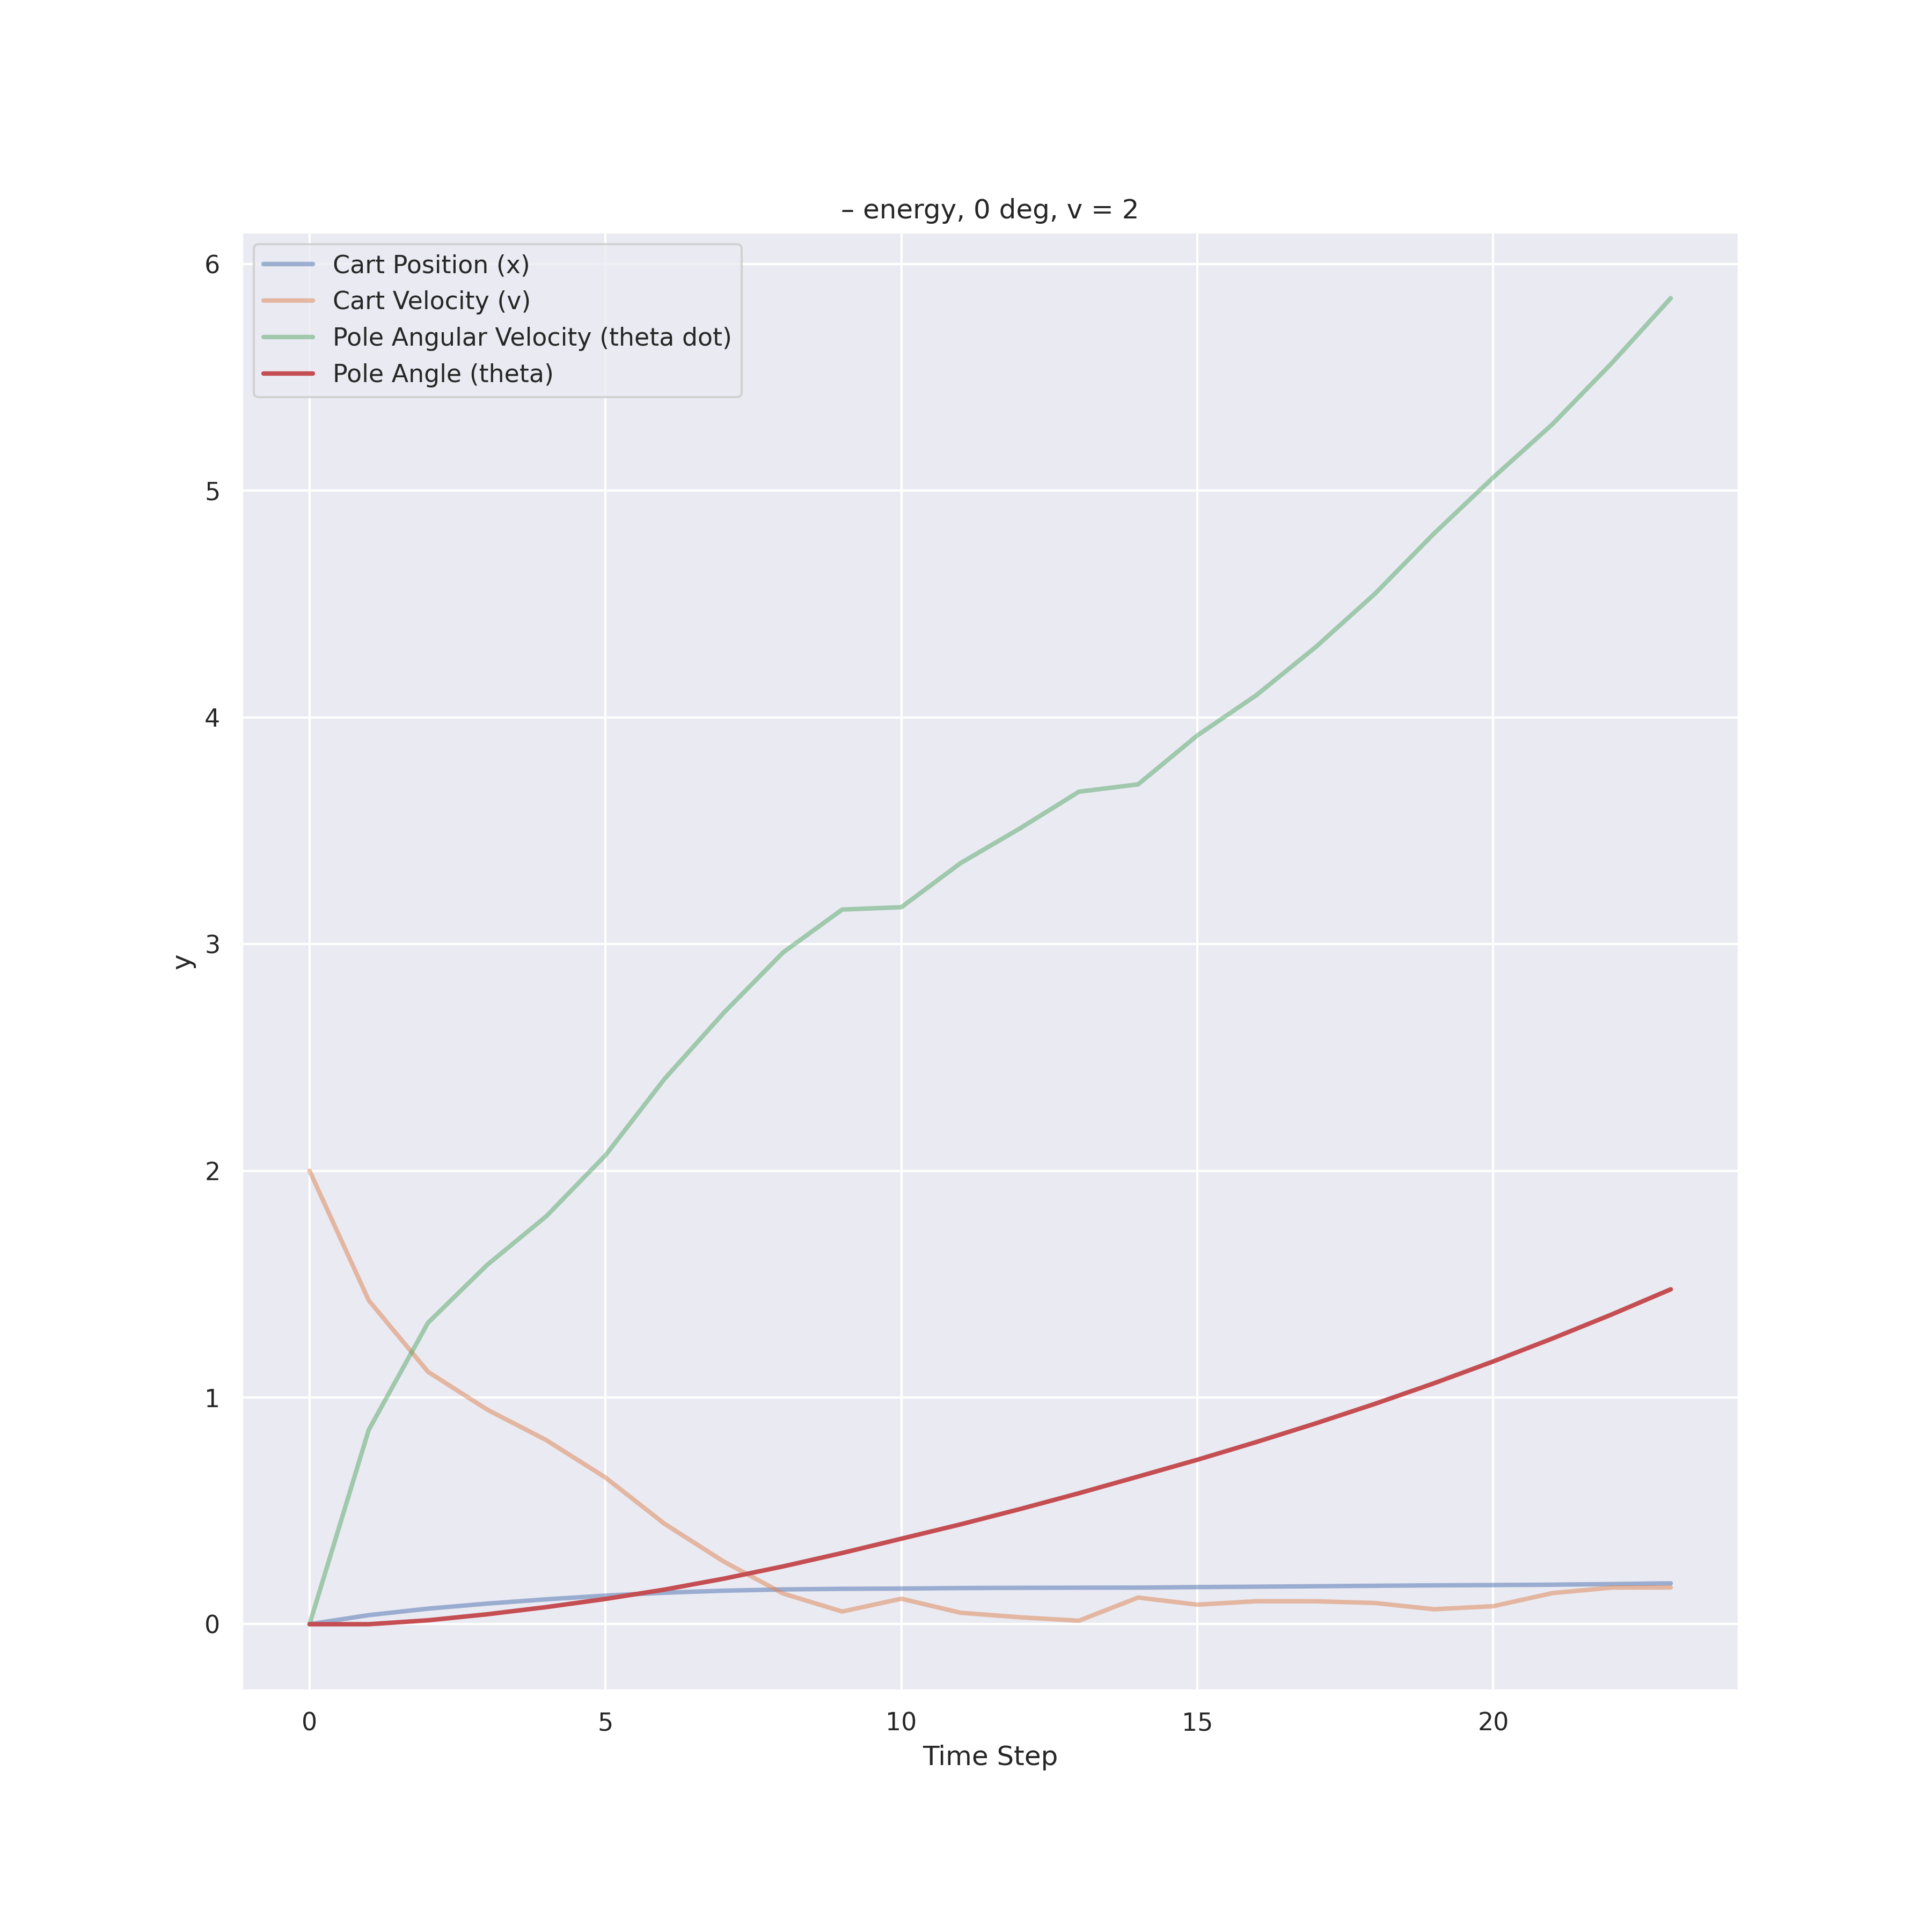 – energy, 0 deg, v = 2
Cart Position (x)
Cart Velocity (v)
Pole Angular Velocity (theta dot)
Pole Angle (theta)
6
5
4
3
2
1
0
y
0 5 10 15 20
Time Step